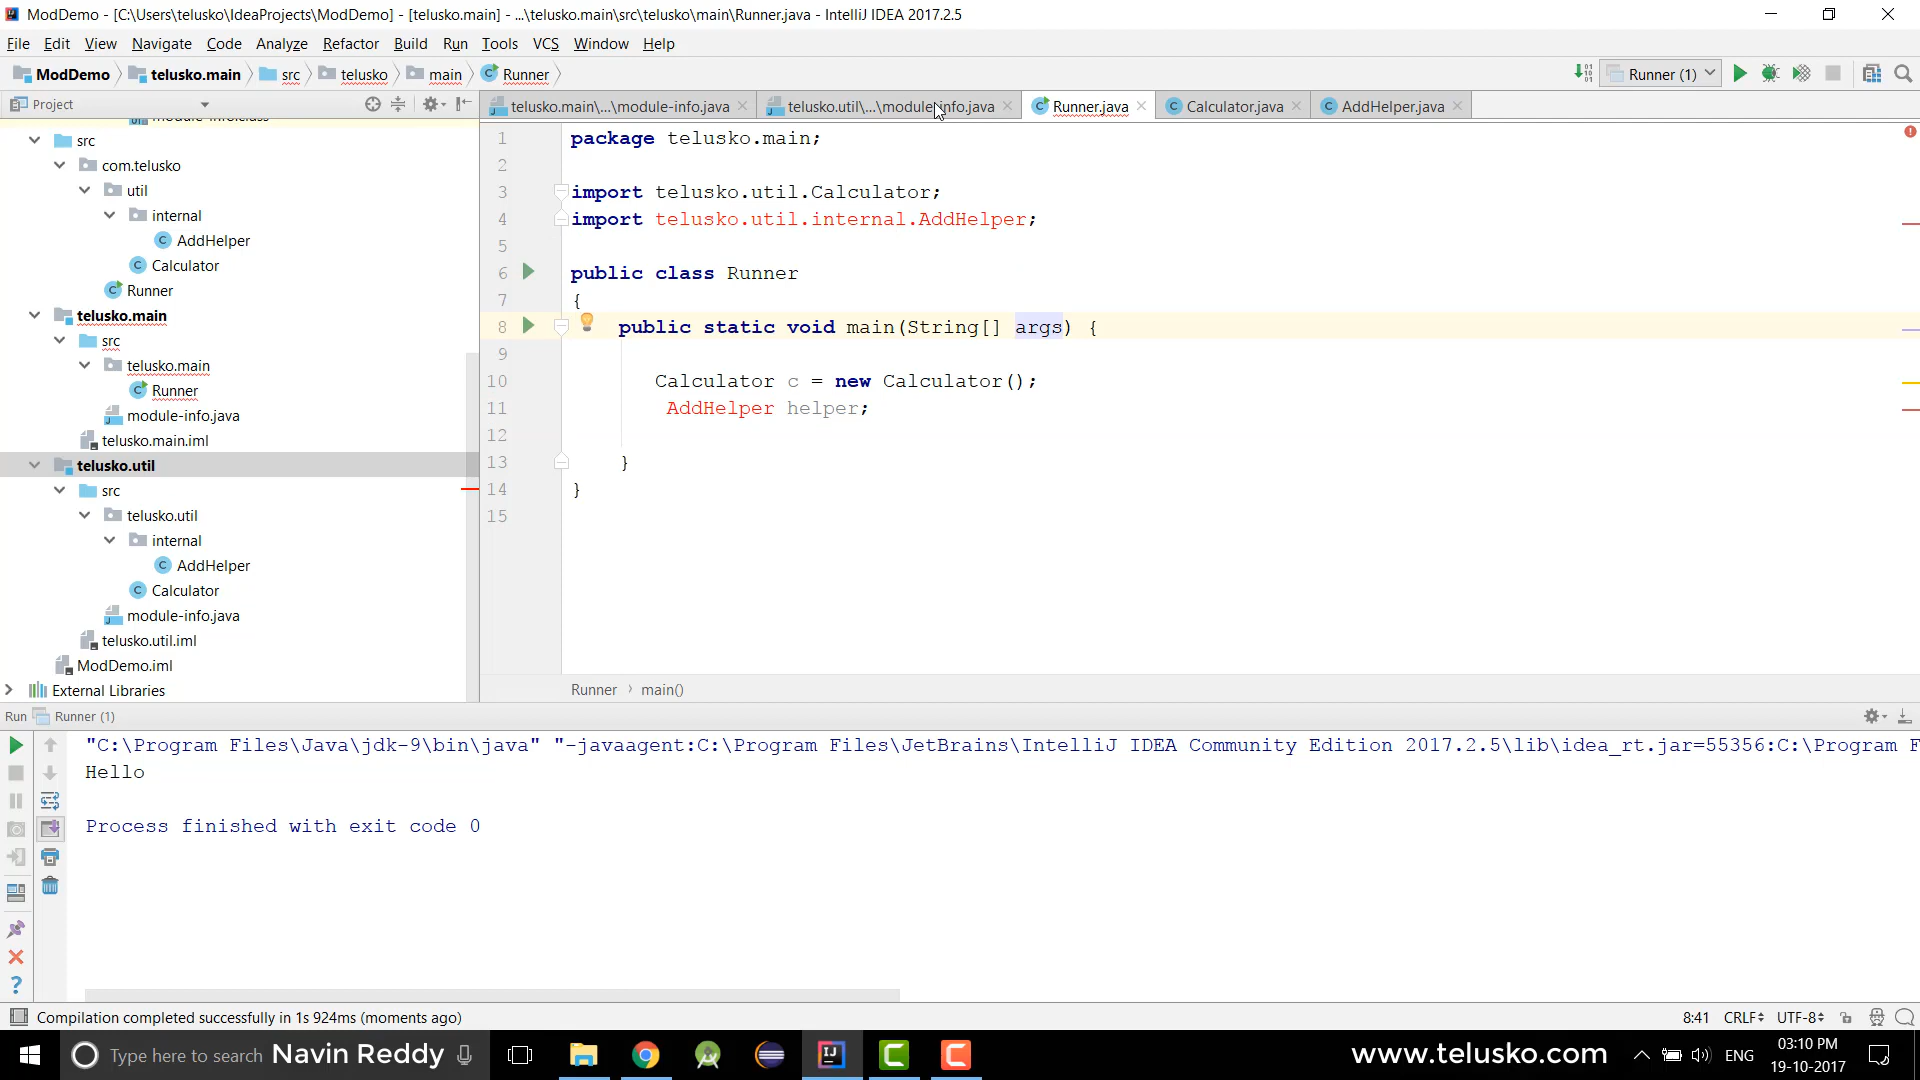 ModDemo - [C:\Users\telusko\IdeaProjects\ModDemo] - [telusko.main] - ...\telusko.main\src\telusko\main\Runner.java - IntelliJ IDEA 2017.2.5
File Edit View Navigate Code Analyze Refactor Build Run Tools VCS Window Help
ModDemo telusko.main src telusko main Runner Runner (1)
Project
telusko.main\...\module-info.java telusko.util\...\module-info.java Runner.java Calculator.java AddHelper.java
module-info.class
src
com.telusko
util
internal
AddHelper
Calculator
Runner
telusko.main
src
telusko.main
Runner
module-info.java
telusko.main.iml
telusko.util
src
telusko.util
internal
AddHelper
Calculator
module-info.java
telusko.util.iml
ModDemo.iml
External Libraries
1 package telusko.main;
2
3 import telusko.util.Calculator;
4 import telusko.util.internal.AddHelper;
5
6 public class Runner
7 {
8 public static void main(String[] args) {
9
10 Calculator c = new Calculator();
11 AddHelper helper;
12
13 }
14 }
15
Runner › main()
Run Runner (1)
"C:\Program Files\Java\jdk-9\bin\java" "-javaagent:C:\Program Files\JetBrains\IntelliJ IDEA Community Edition 2017.2.5\lib\idea_rt.jar=55356:C:\Program F
Hello
Process finished with exit code 0
Compilation completed successfully in 1s 924ms (moments ago) 8:41 CRLF UTF-8
Type here to search Navin Reddy www.telusko.com ENG 03:10 PM
19-10-2017